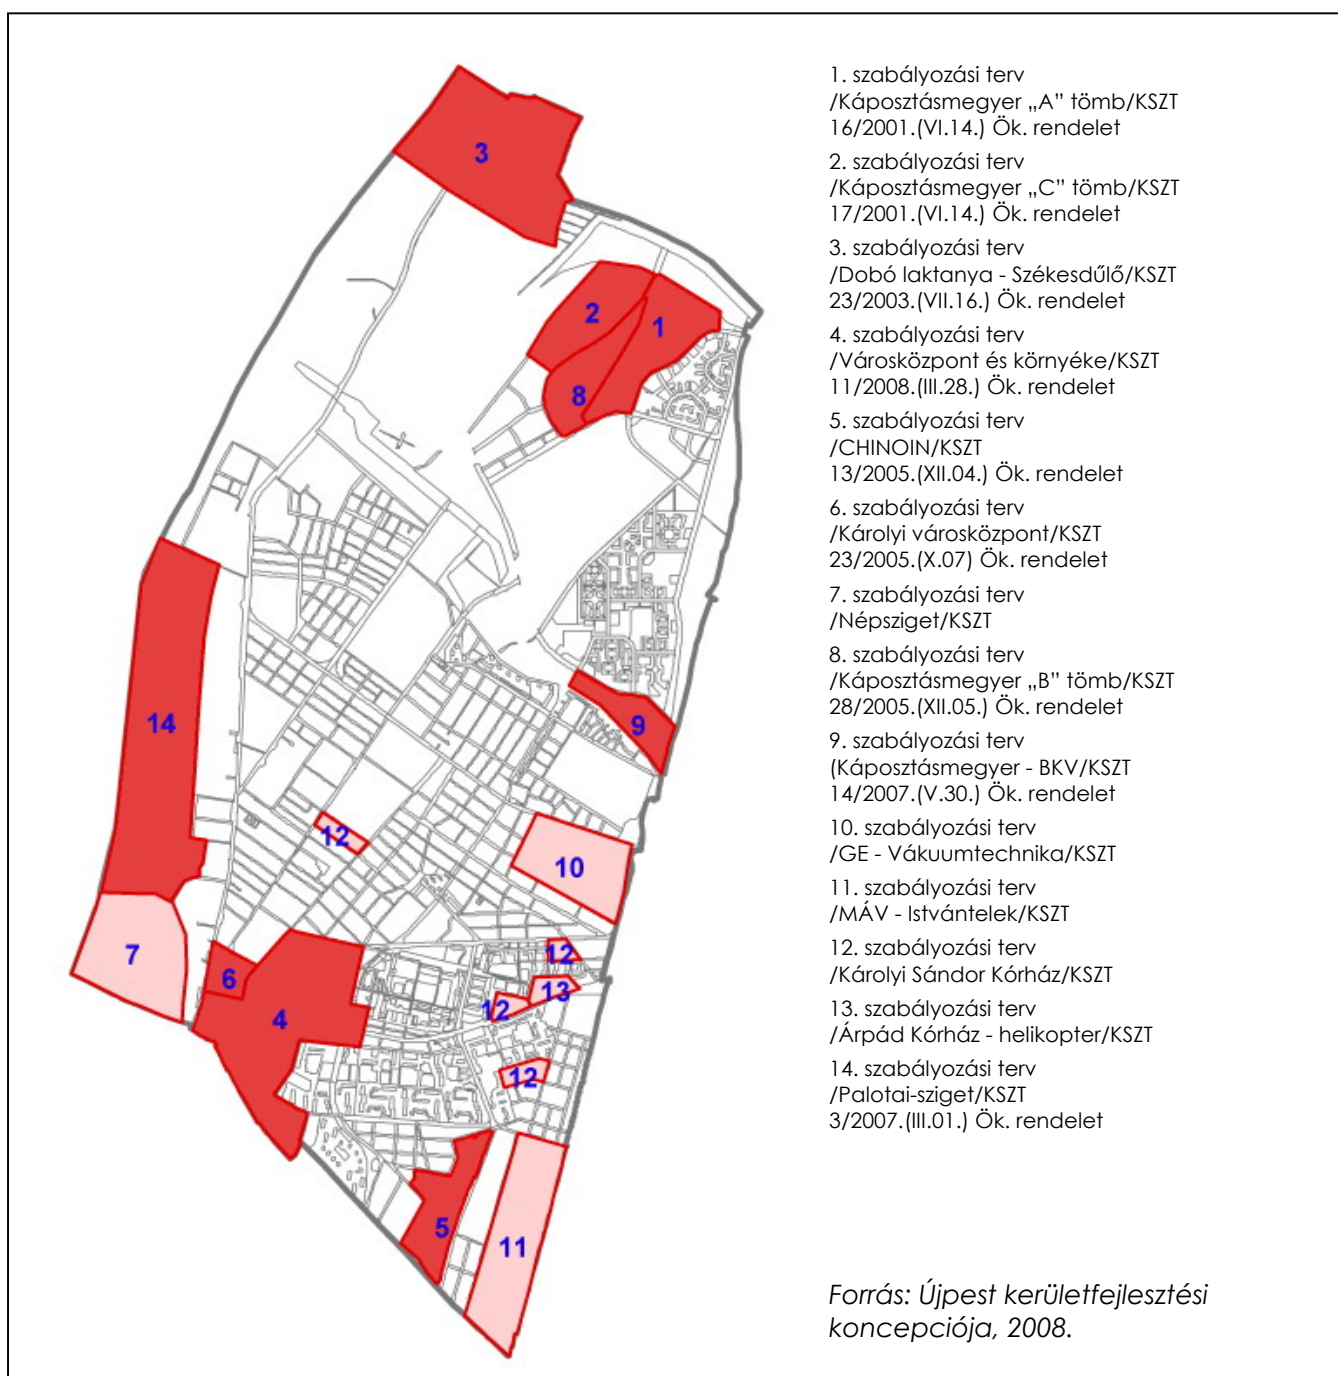 3
2
1
8
14
9
12
10
7
6
4
12
13
12
12
5
11
1. szabályozási terv
/Káposztásmegyer „A” tömb/KSZT
16/2001.(VI.14.) Ök. rendelet
2. szabályozási terv
/Káposztásmegyer „C” tömb/KSZT
17/2001.(VI.14.) Ök. rendelet
3. szabályozási terv
/Dobó laktanya - Székesdűlő/KSZT
23/2003.(VII.16.) Ök. rendelet
4. szabályozási terv
/Városközpont és környéke/KSZT
11/2008.(III.28.) Ök. rendelet
5. szabályozási terv
/CHINOIN/KSZT
13/2005.(XII.04.) Ök. rendelet
6. szabályozási terv
/Károlyi városközpont/KSZT
23/2005.(X.07) Ök. rendelet
7. szabályozási terv
/Népsziget/KSZT
8. szabályozási terv
/Káposztásmegyer „B” tömb/KSZT
28/2005.(XII.05.) Ök. rendelet
9. szabályozási terv
(Káposztásmegyer - BKV/KSZT
14/2007.(V.30.) Ök. rendelet
10. szabályozási terv
/GE - Vákuumtechnika/KSZT
11. szabályozási terv
/MÁV - Istvántelek/KSZT
12. szabályozási terv
/Károlyi Sándor Kórház/KSZT
13. szabályozási terv
/Árpád Kórház - helikopter/KSZT
14. szabályozási terv
/Palotai-sziget/KSZT
3/2007.(III.01.) Ök. rendelet
Forrás: Újpest kerületfejlesztési
koncepciója, 2008.